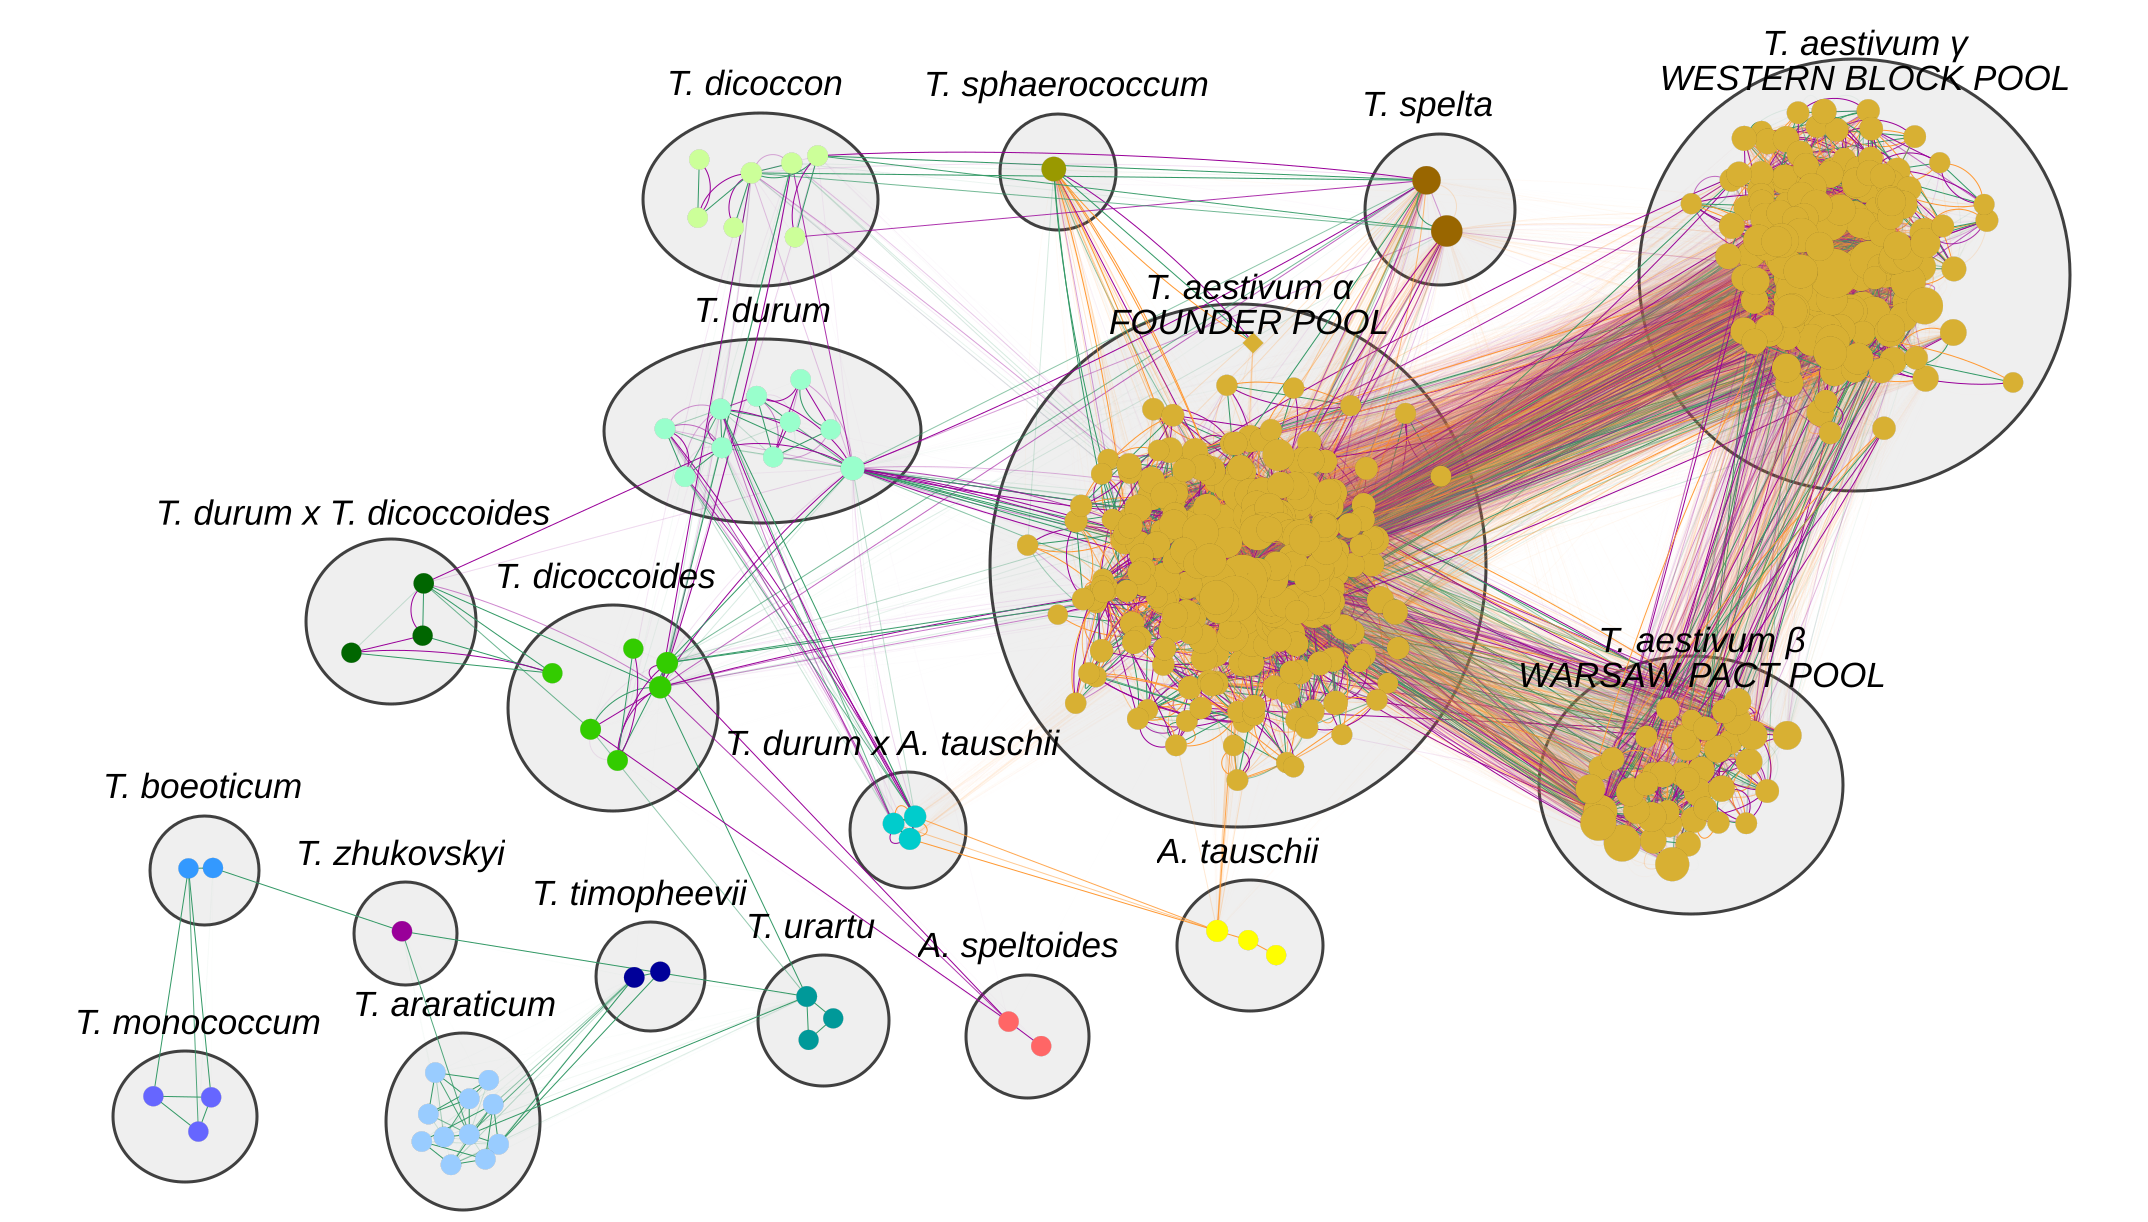 T. aestivum γ
WESTERN BLOCK POOL
T. dicoccon
T. sphaerococcum
T. spelta
T. aestivum α
FOUNDER POOL
T. durum
T. durum x T. dicoccoides
T. dicoccoides
T. aestivum β
WARSAW PACT POOL
T. durum x A. tauschii
T. boeoticum
T. zhukovskyi
A. tauschii
T. timopheevii
T. urartu
A. speltoides
T. araraticum
T. monococcum